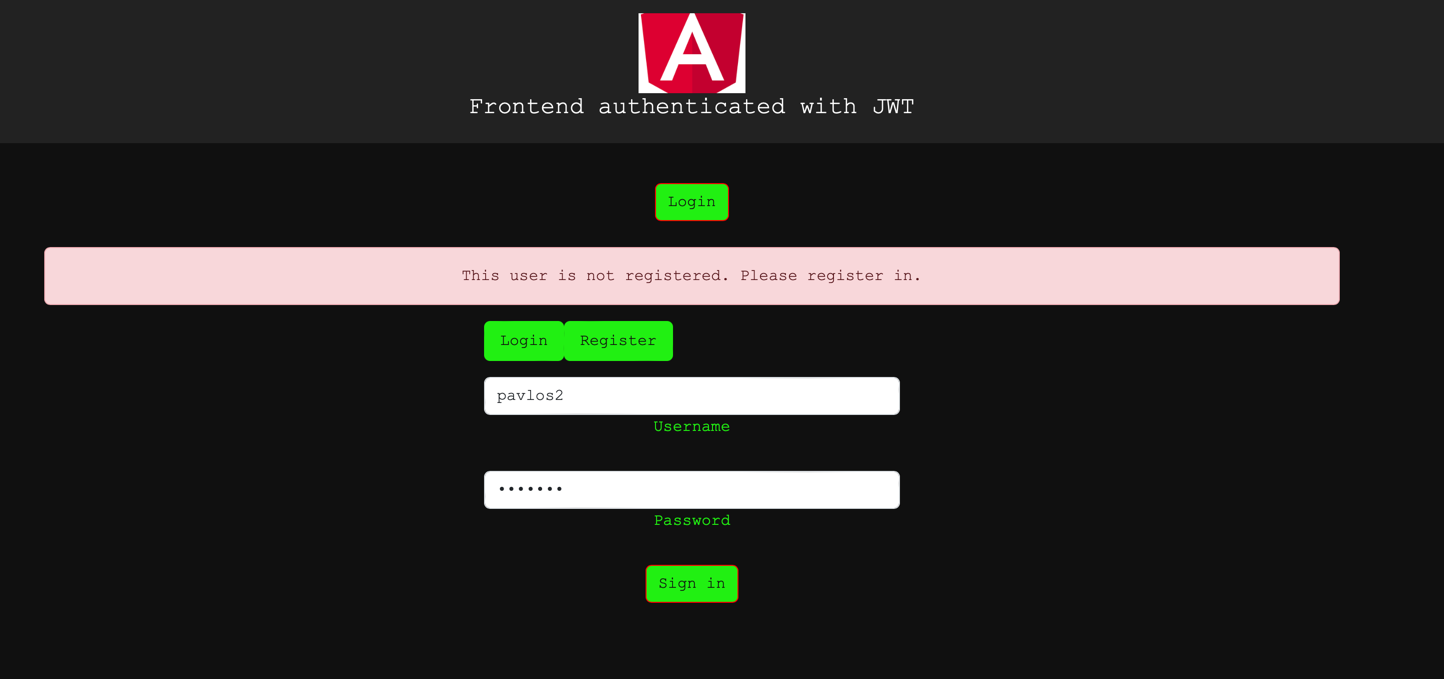 Frontend authenticated with JWT
Login
This user is not registered. Please register in.
Login Register
pavlos2
Username
•••••••
Password
Sign in